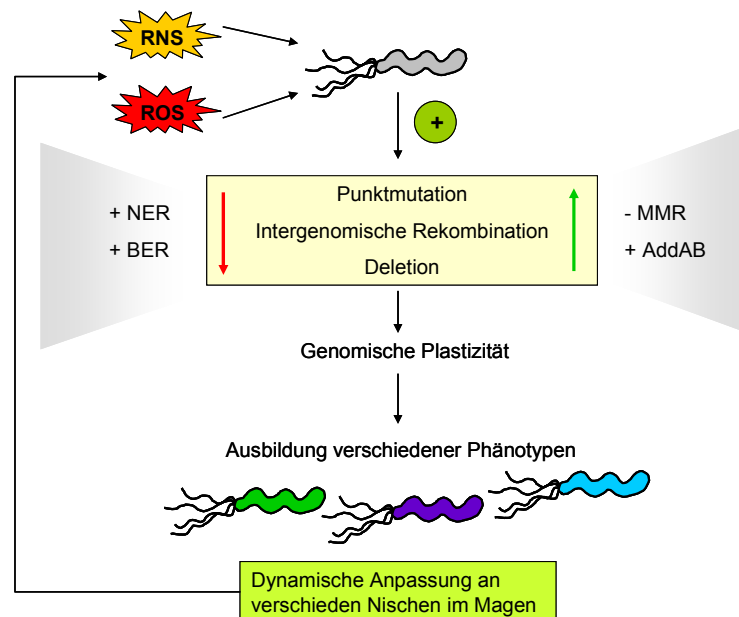 RNS
ROS
+
+ NER
+ BER
Punktmutation
Intergenomische Rekombination
Deletion
- MMR
+ AddAB
Genomische Plastizität
Ausbildung verschiedener Phänotypen
Dynamische Anpassung an
verschieden Nischen im Magen